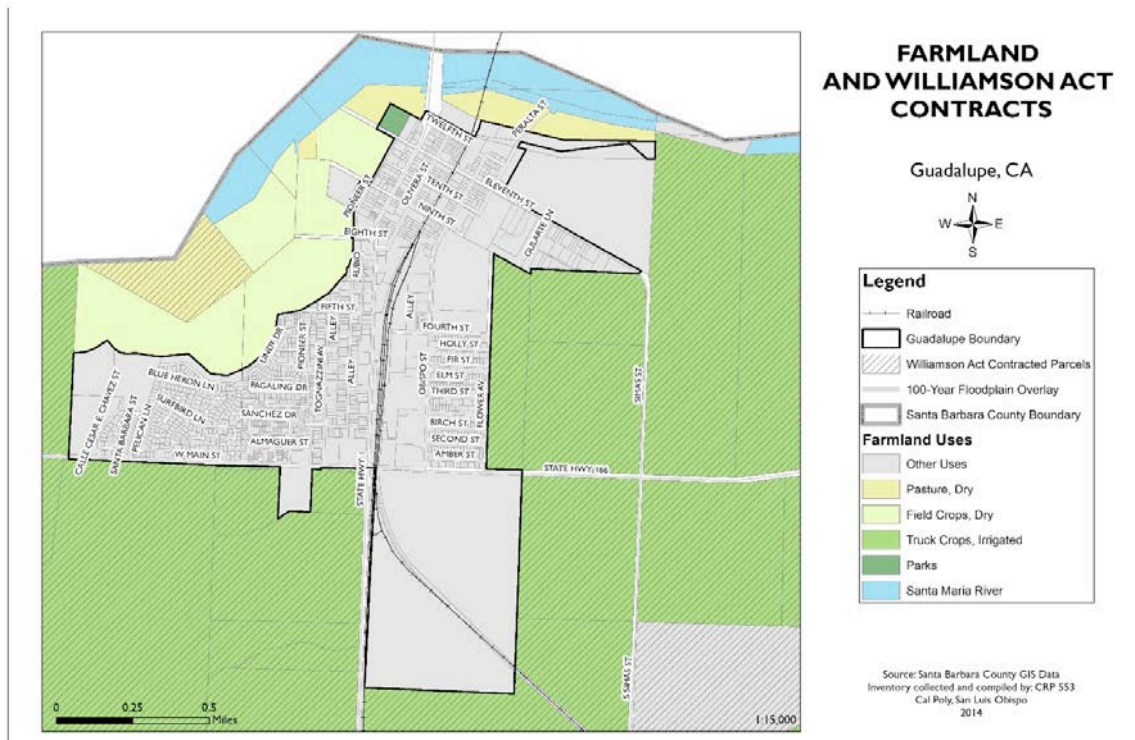 FARMLAND
AND WILLIAMSON ACT
CONTRACTS
Guadalupe, CA
N
W E
S
Legend
Railroad
Guadalupe Boundary
Williamson Act Contracted Parcels
100-Year Floodplain Overlay
Santa Barbara County Boundary
Farmland Uses
Other Uses
Pasture, Dry
Field Crops, Dry
Truck Crops, Irrigated
Parks
Santa Maria River
Source: Santa Barbara County GIS Data
Inventory collected and compiled by: CRP 553
Cal Poly, San Luis Obispo
2014
PERALTA ST
TWELFTH ST
OLIVERA ST
TENTH ST
ELEVENTH ST
PIONEER ST
NINTH ST
GULARTE LN
EIGHTH ST
RUBIO
FIFTH ST
ALLEY
ALLEY
FOURTH ST
LINDY DR
PIONEER ST
ALLEY
HOLLY ST
TOGNAZZINI AV
FIR ST
BLUE HERON LN
PAGALING DR
OBISPO ST
ELM ST
SIMAS ST
CALLE CESAR E. CHAVEZ ST
SANTA BARBARA ST
PELICAN LN
SURFBIRD LN
THIRD ST
FLOWER AV
SANCHEZ DR
BIRCH ST
ALMAGUER ST
SECOND ST
W. MAIN ST
AMBER ST
STATE HWY 1
STATE HWY 166
S SIMAS ST
0 0.25 0.5
Miles
1:15,000